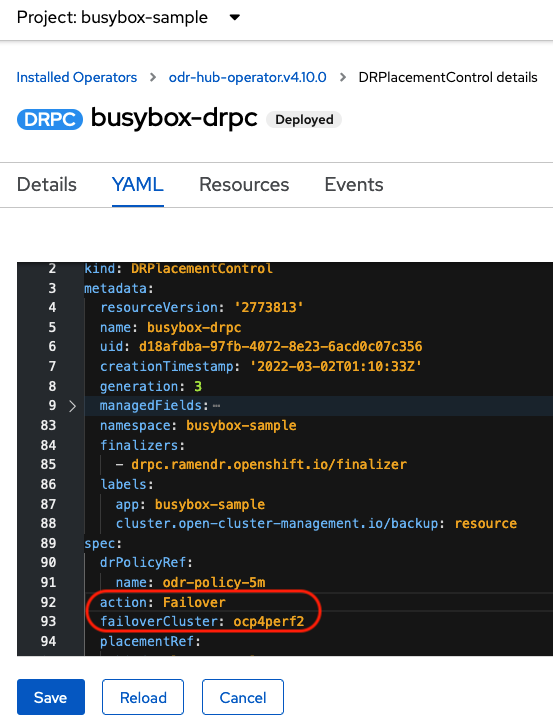 Project: busybox-sample
Installed Operators > odr-hub-operator.v4.10.0 > DRPlacementControl details
DRPC busybox-drpc Deployed
Details YAML Resources Events
2 kind: DRPlacementControl
3 metadata:
4 resourceVersion: '2773813'
5 name: busybox-drpc
6 uid: d18afdba-97fb-4072-8e23-6acd0c07c356
7 creationTimestamp: '2022-03-02T01:10:33Z'
8 generation: 3
9 managedFields:
83 namespace: busybox-sample
84 finalizers:
85 - drpc.ramendr.openshift.io/finalizer
86 labels:
87 app: busybox-sample
88 cluster.open-cluster-management.io/backup: resource
89 spec:
90 drPolicyRef:
91 name: odr-policy-5m
92 action: Failover
93 failoverCluster: ocp4perf2
94 placementRef:
Save Reload Cancel